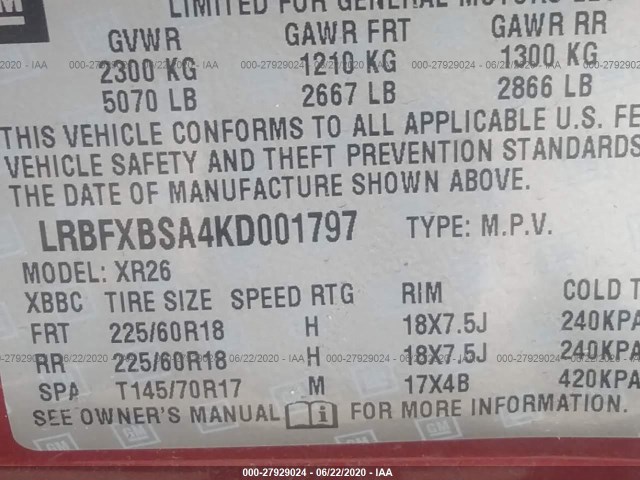 GM
LIMITED FOR GENERAL MOTORS LLC
GVWR GAWR FRT GAWR RR
2300 KG 1210 KG 1300 KG
5070 LB 2667 LB 2866 LB
THIS VEHICLE CONFORMS TO ALL APPLICABLE U.S. FE
VEHICLE SAFETY AND THEFT PREVENTION STANDARDS
THE DATE OF MANUFACTURE SHOWN ABOVE.
LRBFXBSA4KD001797 TYPE: M.P.V.
MODEL: XR26
XBBC TIRE SIZE SPEED RTG RIM COLD T
FRT 225/60R18 H 18X7.5J 240KPA
RR 225/60R18 H 18X7.5J 240KPA
SPA T145/70R17 M 17X4B 420KPA
SEE OWNER'S MANUAL i FOR MORE INFORMATION.
000-27929024 - 06/22/2020 - IAA